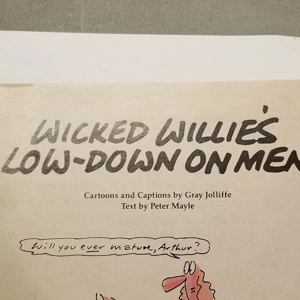 WICKED WILLIE'S
LOW-DOWN ON MEN
Cartoons and Captions by Gray Jolliffe
Text by Peter Mayle
Will you ever mature, Arthur?